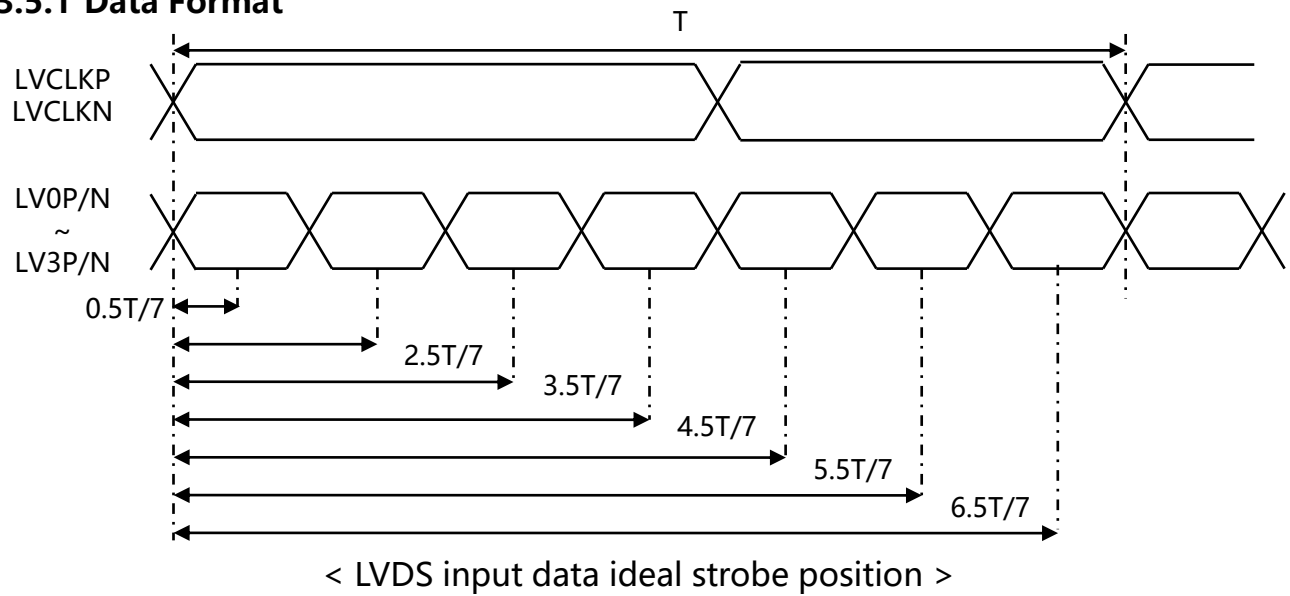 3.5.1 Data Format
T
LVCLKP
LVCLKN
LV0P/N
~
LV3P/N
0.5T/7
2.5T/7
3.5T/7
4.5T/7
5.5T/7
6.5T/7
< LVDS input data ideal strobe position >